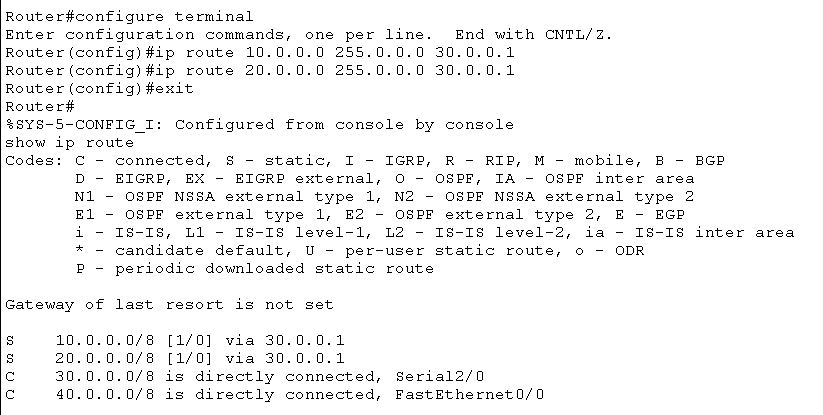 Router#configure terminal
Enter configuration commands, one per line.  End with CNTL/Z.
Router(config)#ip route 10.0.0.0 255.0.0.0 30.0.0.1
Router(config)#ip route 20.0.0.0 255.0.0.0 30.0.0.1
Router(config)#exit
Router#
%SYS-5-CONFIG_I: Configured from console by console
show ip route
Codes: C - connected, S - static, I - IGRP, R - RIP, M - mobile, B - BGP
       D - EIGRP, EX - EIGRP external, O - OSPF, IA - OSPF inter area
       N1 - OSPF NSSA external type 1, N2 - OSPF NSSA external type 2
       E1 - OSPF external type 1, E2 - OSPF external type 2, E - EGP
       i - IS-IS, L1 - IS-IS level-1, L2 - IS-IS level-2, ia - IS-IS inter area
       * - candidate default, U - per-user static route, o - ODR
       P - periodic downloaded static route

Gateway of last resort is not set

S    10.0.0.0/8 [1/0] via 30.0.0.1
S    20.0.0.0/8 [1/0] via 30.0.0.1
C    30.0.0.0/8 is directly connected, Serial2/0
C    40.0.0.0/8 is directly connected, FastEthernet0/0